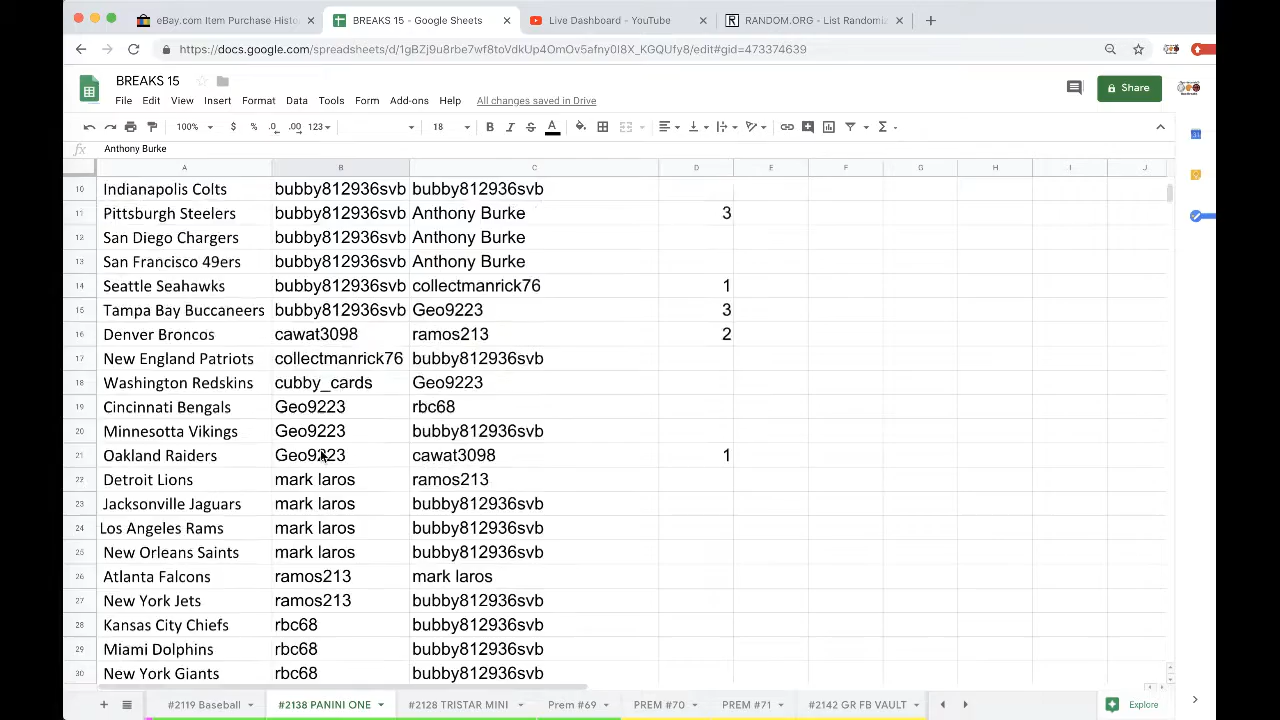 eBay.com Item Purchase Histo
BREAKS 15 - Google Sheets
Live Dashboard - YouTube
RANDOM.ORG - List Randomiz
https://docs.google.com/spreadsheets/d/1gBZj9u8rbe7wf8toWdkUp4OmOv5afny0I8X_KGQUfy8/edit#gid=473374639
BREAKS 15
File Edit View Insert Format Data Tools Form Add-ons Help All changes saved in Drive
Share
100% $ % .0 .00 123 18
fx Anthony Burke
A B C D E F G H I J
10 Indianapolis Colts bubby812936svb bubby812936svb
11 Pittsburgh Steelers bubby812936svb Anthony Burke 3
12 San Diego Chargers bubby812936svb Anthony Burke
13 San Francisco 49ers bubby812936svb Anthony Burke
14 Seattle Seahawks bubby812936svb collectmanrick76 1
15 Tampa Bay Buccaneers bubby812936svb Geo9223 3
16 Denver Broncos cawat3098 ramos213 2
17 New England Patriots collectmanrick76 bubby812936svb
18 Washington Redskins cubby_cards Geo9223
19 Cincinnati Bengals Geo9223 rbc68
20 Minnesotta Vikings Geo9223 bubby812936svb
21 Oakland Raiders Geo9223 cawat3098 1
22 Detroit Lions mark laros ramos213
23 Jacksonville Jaguars mark laros bubby812936svb
24 Los Angeles Rams mark laros bubby812936svb
25 New Orleans Saints mark laros bubby812936svb
26 Atlanta Falcons ramos213 mark laros
27 New York Jets ramos213 bubby812936svb
28 Kansas City Chiefs rbc68 bubby812936svb
29 Miami Dolphins rbc68 bubby812936svb
30 New York Giants rbc68 bubby812936svb
#2119 Baseball #2138 PANINI ONE #2128 TRISTAR MINI Prem #69 PREM #70 PREM #71 #2142 GR FB VAULT Explore